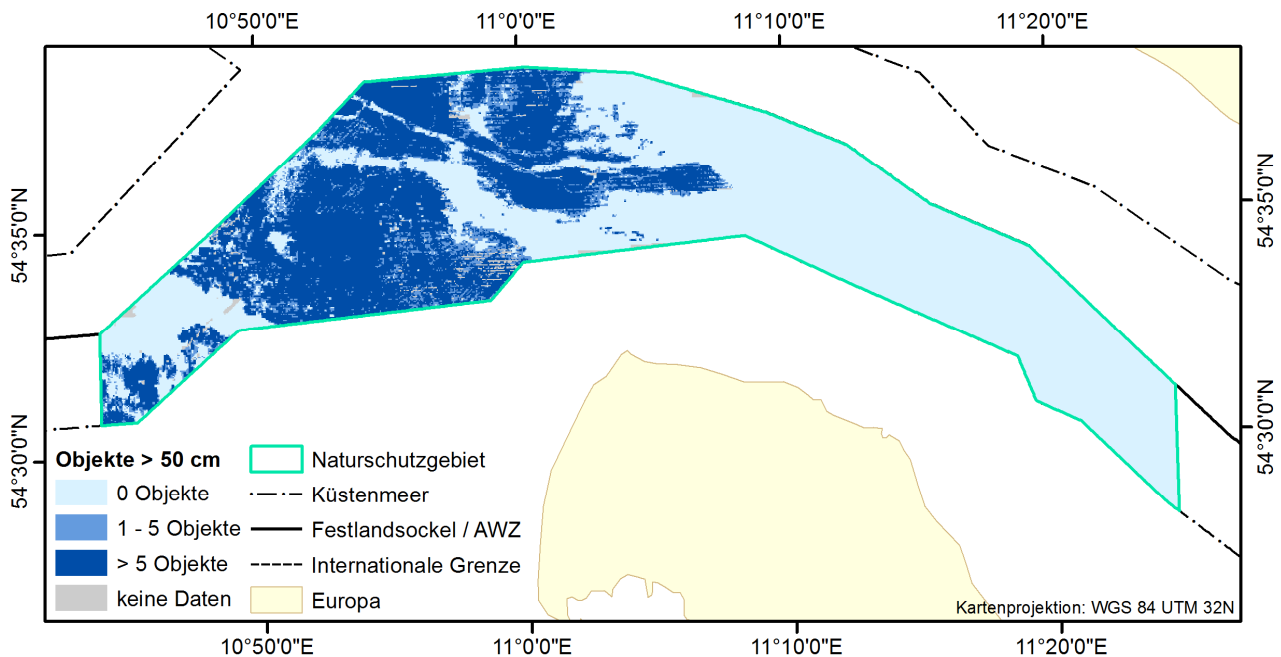 10°50'0"E 11°0'0"E 11°10'0"E 11°20'0"E
54°35'0"N
54°30'0"N
54°35'0"N
54°30'0"N
Objekte > 50 cm
0 Objekte
1 - 5 Objekte
> 5 Objekte
keine Daten
Naturschutzgebiet
Küstenmeer
Festlandsockel / AWZ
Internationale Grenze
Europa
Kartenprojektion: WGS 84 UTM 32N
10°50'0"E 11°0'0"E 11°10'0"E 11°20'0"E